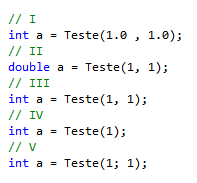 // I
int a = Teste(1.0 , 1.0);
// II
double a = Teste(1, 1);
// III
int a = Teste(1, 1);
// IV
int a = Teste(1);
// V
int a = Teste(1; 1);